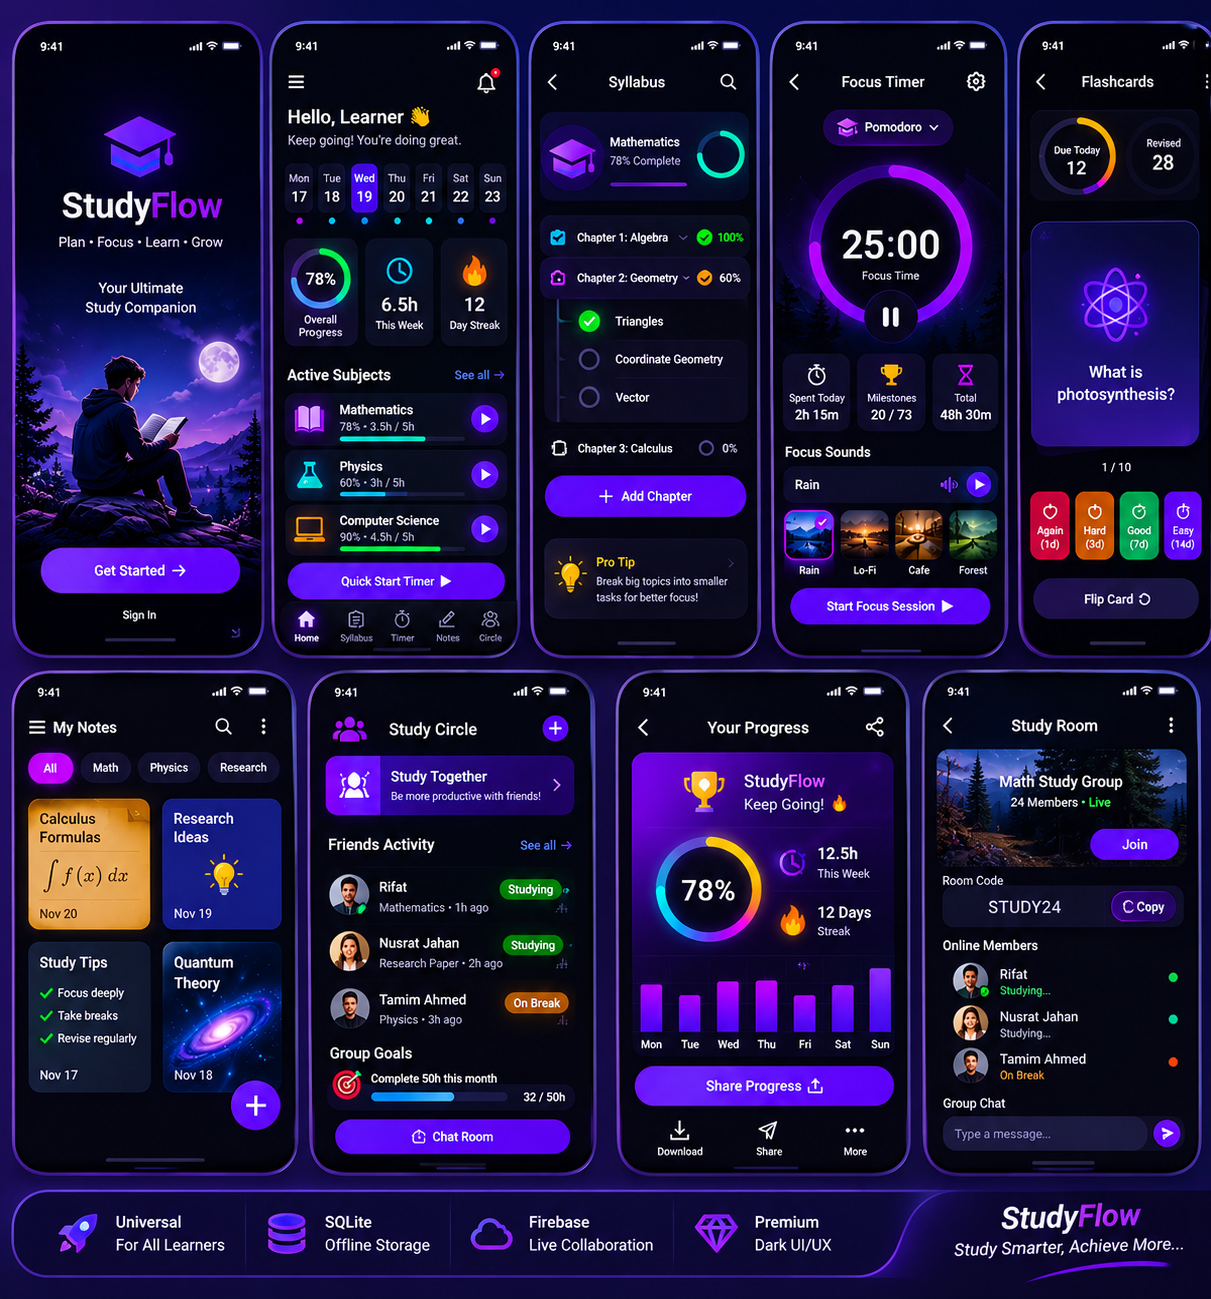 9:41
StudyFlow
Plan • Focus • Learn • Grow
Your Ultimate
Study Companion
Get Started →
Sign In
9:41
Hello, Learner 👋
Keep going! You're doing great.
Mon Tue Wed Thu Fri Sat Sun
17 18 19 20 21 22 23
78%
Overall
Progress
6.5h
This Week
12
Day Streak
Active Subjects
See all →
Mathematics
78% • 3.5h / 5h
Physics
60% • 3h / 5h
Computer Science
90% • 4.5h / 5h
Quick Start Timer ▶
Home Syllabus Timer Notes Circle
9:41
Syllabus
Mathematics
78% Complete
Chapter 1: Algebra 100%
Chapter 2: Geometry 60%
Triangles
Coordinate Geometry
Vector
Chapter 3: Calculus 0%
+ Add Chapter
Pro Tip
Break big topics into smaller
tasks for better focus!
9:41
Focus Timer
Pomodoro
25:00
Focus Time
Spent Today
2h 15m
Milestones
20 / 73
Total
48h 30m
Focus Sounds
Rain
Rain Lo-Fi Cafe Forest
Start Focus Session ▶
9:41
Flashcards
Due Today
12
Revised
28
What is
photosynthesis?
1 / 10
Again
(1d)
Hard
(3d)
Good
(7d)
Easy
(14d)
Flip Card
9:41
My Notes
All Math Physics Research
Calculus
Formulas
∫ f(x) dx
Nov 20
Research
Ideas
Nov 19
Study Tips
Focus deeply
Take breaks
Revise regularly
Nov 17
Quantum
Theory
Nov 18
+
9:41
Study Circle
+
Study Together
Be more productive with friends!
Friends Activity
See all →
Rifat
Mathematics • 1h ago
Studying
Nusrat Jahan
Research Paper • 2h ago
Studying
Tamim Ahmed
Physics • 3h ago
On Break
Group Goals
Complete 50h this month
32 / 50h
Chat Room
9:41
Your Progress
StudyFlow
Keep Going! 🔥
78%
12.5h
This Week
12 Days
Streak
Mon Tue Wed Thu Fri Sat Sun
Share Progress
Download Share More
9:41
Study Room
Math Study Group
24 Members • Live
Join
Room Code
STUDY24
Copy
Online Members
Rifat
Studying...
Nusrat Jahan
Studying...
Tamim Ahmed
On Break
Group Chat
Type a message...
Universal
For All Learners
SQLite
Offline Storage
Firebase
Live Collaboration
Premium
Dark UI/UX
StudyFlow
Study Smarter, Achieve More...